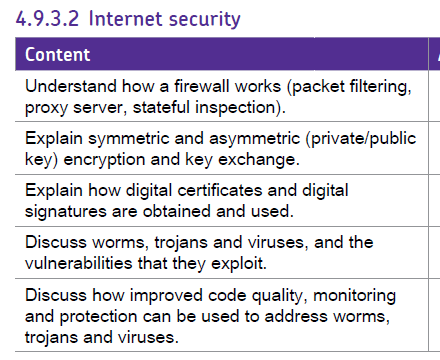 4.9.3.2 Internet security
Content
Understand how a firewall works (packet filtering,
proxy server, stateful inspection).
Explain symmetric and asymmetric (private/public
key) encryption and key exchange.
Explain how digital certificates and digital
signatures are obtained and used.
Discuss worms, trojans and viruses, and the
vulnerabilities that they exploit.
Discuss how improved code quality, monitoring
and protection can be used to address worms,
trojans and viruses.